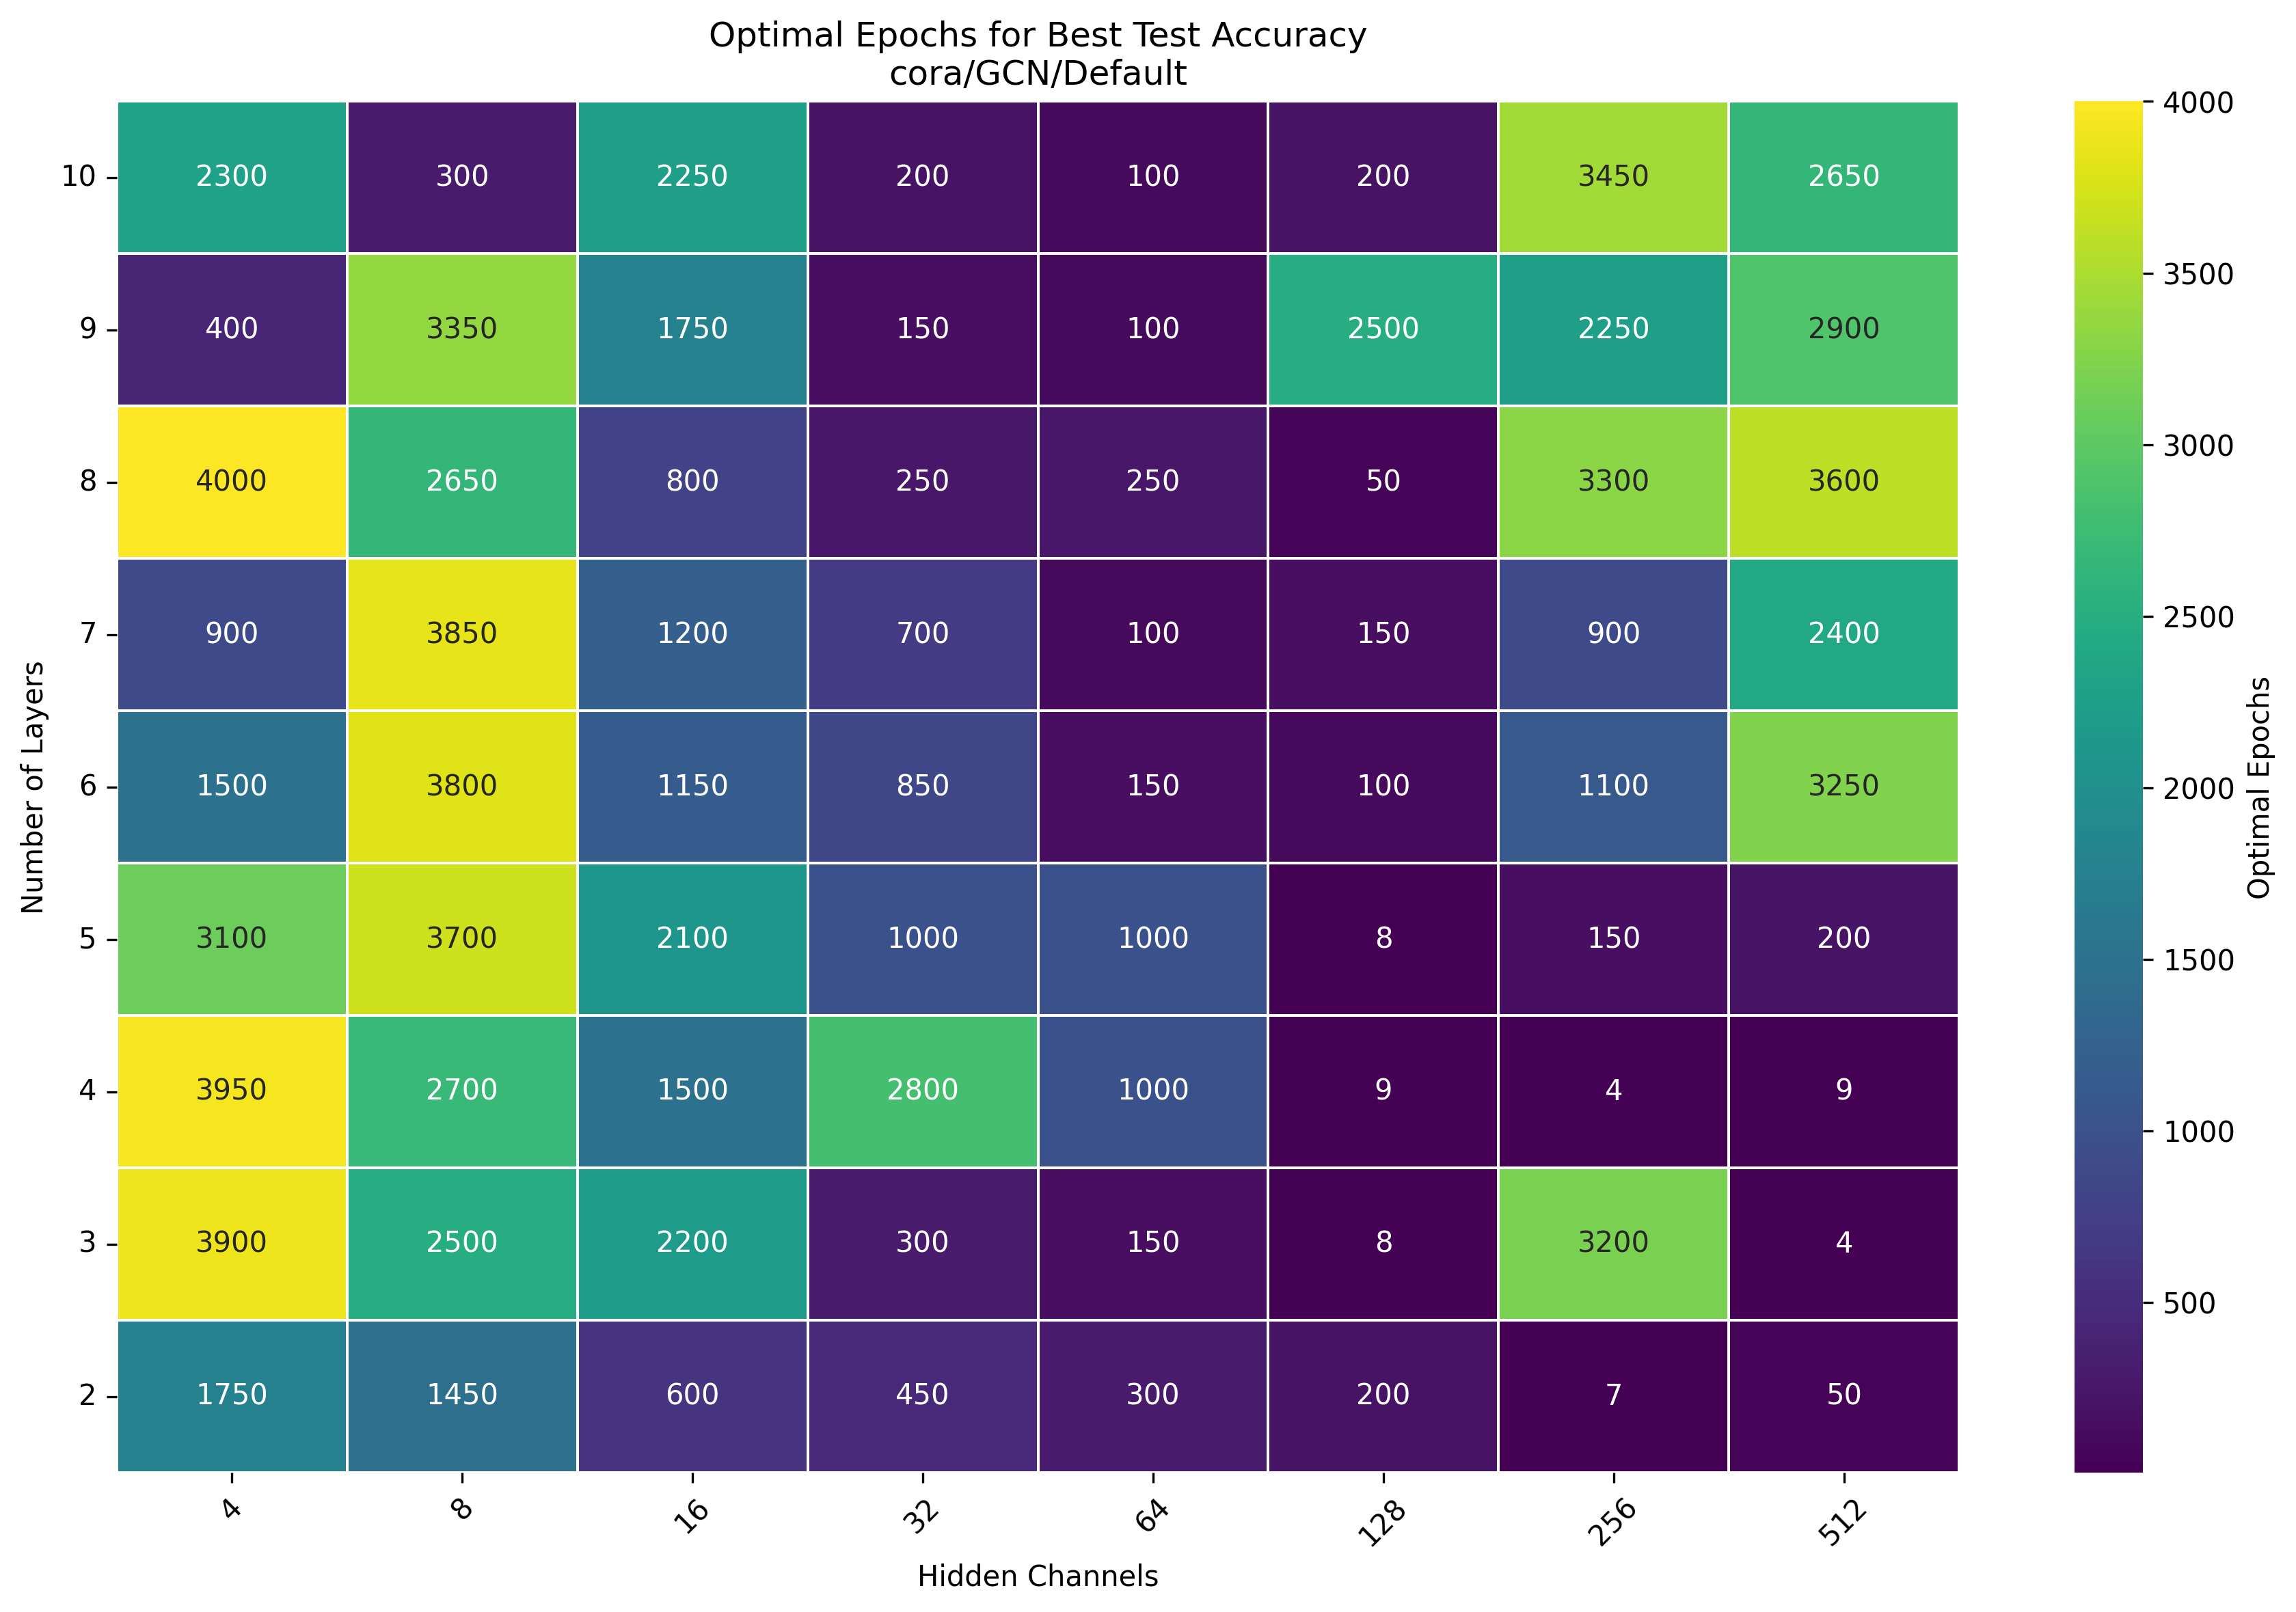 Optimal Epochs for Best Test Accuracy
cora/GCN/Default
10 2300 300 2250 200 100 200 3450 2650
9 400 3350 1750 150 100 2500 2250 2900
8 4000 2650 800 250 250 50 3300 3600
7 900 3850 1200 700 100 150 900 2400
6 1500 3800 1150 850 150 100 1100 3250
5 3100 3700 2100 1000 1000 8 150 200
4 3950 2700 1500 2800 1000 9 4 9
3 3900 2500 2200 300 150 8 3200 4
2 1750 1450 600 450 300 200 7 50
4 8 16 32 64 128 256 512
Hidden Channels
Number of Layers
4000
3500
3000
2500
2000
1500
1000
500
Optimal Epochs